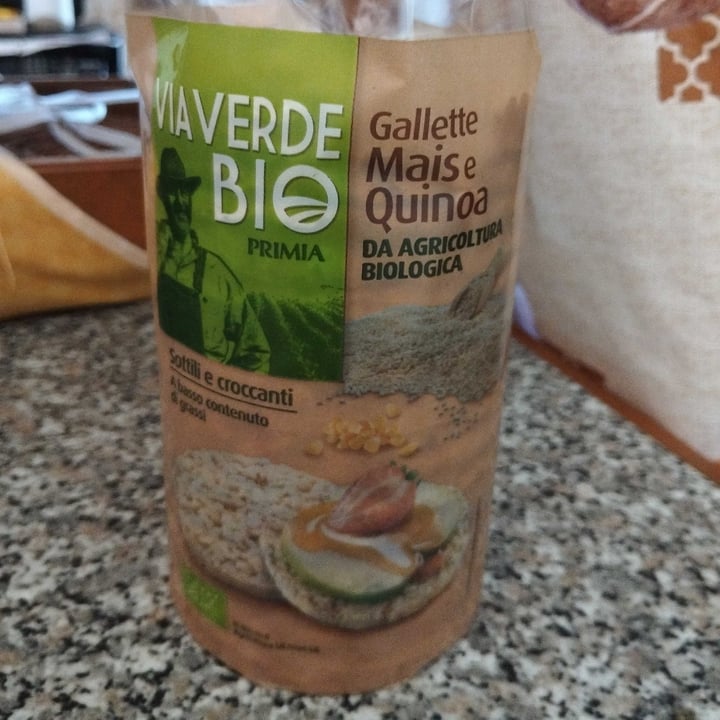 VIAVERDE
BIO
PRIMIA
Gallette
Mais e
Quinoa
DA AGRICOLTURA
BIOLOGICA
Sottili e croccanti
A basso contenuto
di grassi